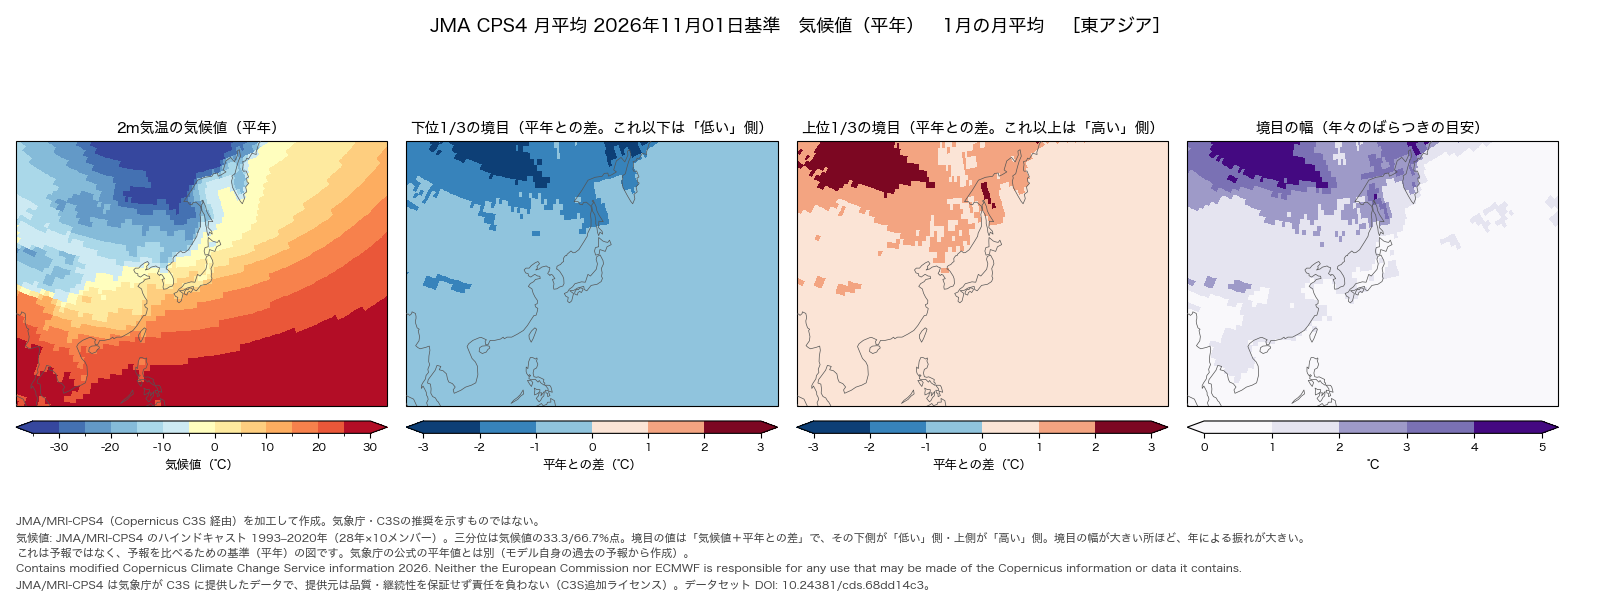 JMA CPS4 月平均 2026年11月01日基準　気候値（平年）　1月の月平均　［東アジア］
2m気温の気候値（平年）
下位1/3の境目（平年との差。これ以下は「低い」側）
上位1/3の境目（平年との差。これ以上は「高い」側）
境目の幅（年々のばらつきの目安）
-30 -20 -10 0 10 20 30
気候値（℃）
-3 -2 -1 0 1 2 3
平年との差（℃）
-3 -2 -1 0 1 2 3
平年との差（℃）
0 1 2 3 4 5
℃
JMA/MRI-CPS4（Copernicus C3S 経由）を加工して作成。気象庁・C3Sの推奨を示すものではない。
気候値: JMA/MRI-CPS4 のハインドキャスト 1993–2020年（28年×10メンバー）。三分位は気候値の33.3/66.7%点。境目の値は「気候値＋平年との差」で、その下側が「低い」側・上側が「高い」側。境目の幅が大きい所ほど、年による振れが大きい。
これは予報ではなく、予報を比べるための基準（平年）の図です。気象庁の公式の平年値とは別（モデル自身の過去の予報から作成）。
Contains modified Copernicus Climate Change Service information 2026. Neither the European Commission nor ECMWF is responsible for any use that may be made of the Copernicus information or data it contains.
JMA/MRI-CPS4 は気象庁が C3S に提供したデータで、提供元は品質・継続性を保証せず責任を負わない（C3S追加ライセンス）。データセット DOI: 10.24381/cds.68dd14c3。